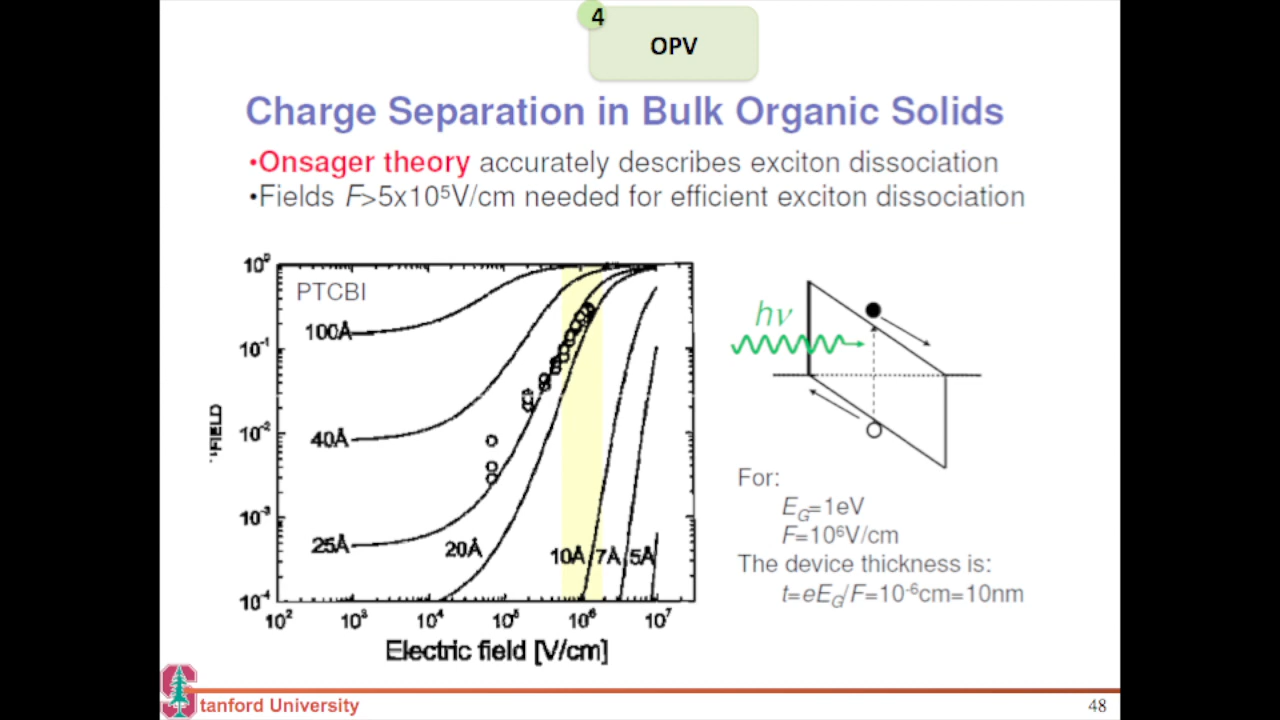 4
OPV
Charge Separation in Bulk Organic Solids
•Onsager theory accurately describes exciton dissociation
•Fields F>5x10⁵V/cm needed for efficient exciton dissociation
10⁰
PTCBI
100Å
10⁻¹
40Å
10⁻²
FIELD
10⁻³
25Å
20Å
10Å
7Å
5Å
10⁻⁴
10² 10³ 10⁴ 10⁵ 10⁶ 10⁷
Electric field [V/cm]
hν
For:
E_G=1eV
F=10⁶V/cm
The device thickness is:
t=eE_G/F=10⁻⁶cm=10nm
Stanford University
48